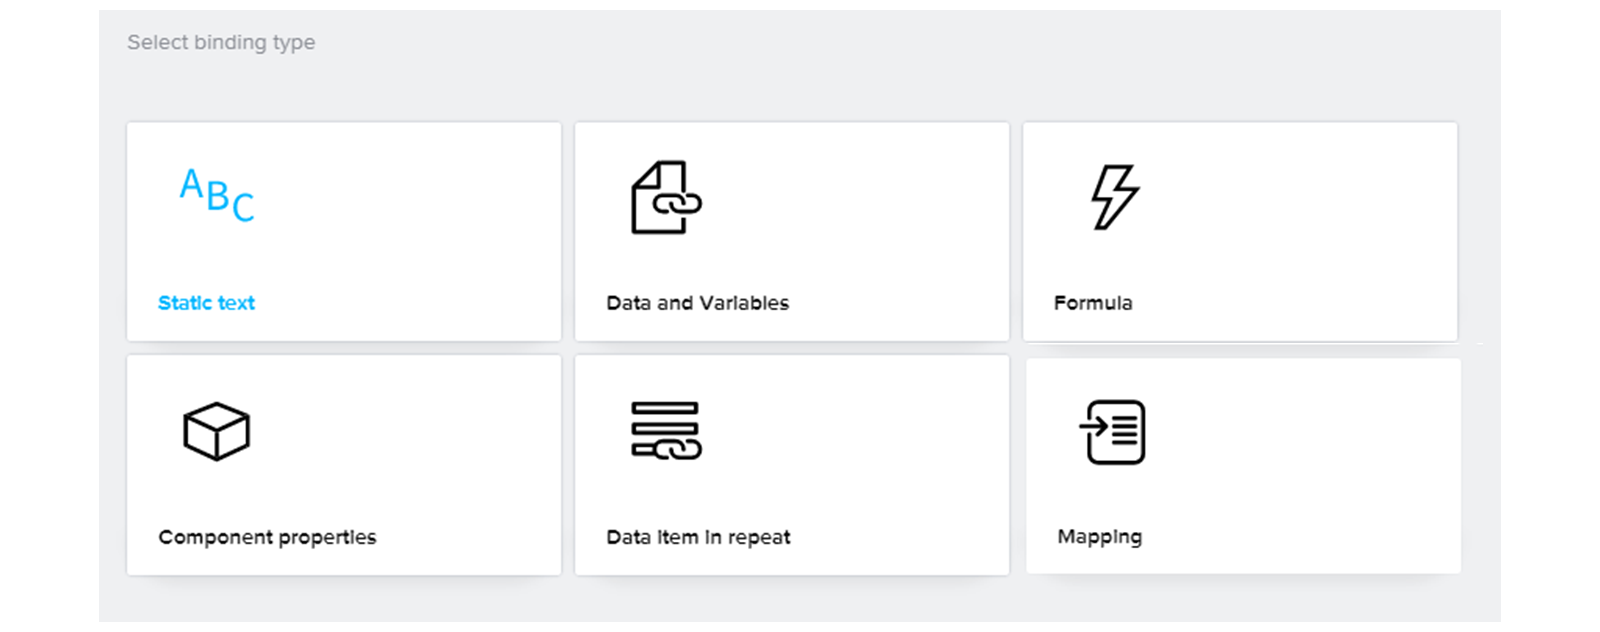 Select binding type
ABC
Static text
Data and Variables
Formula
Component properties
Data item in repeat
Mapping